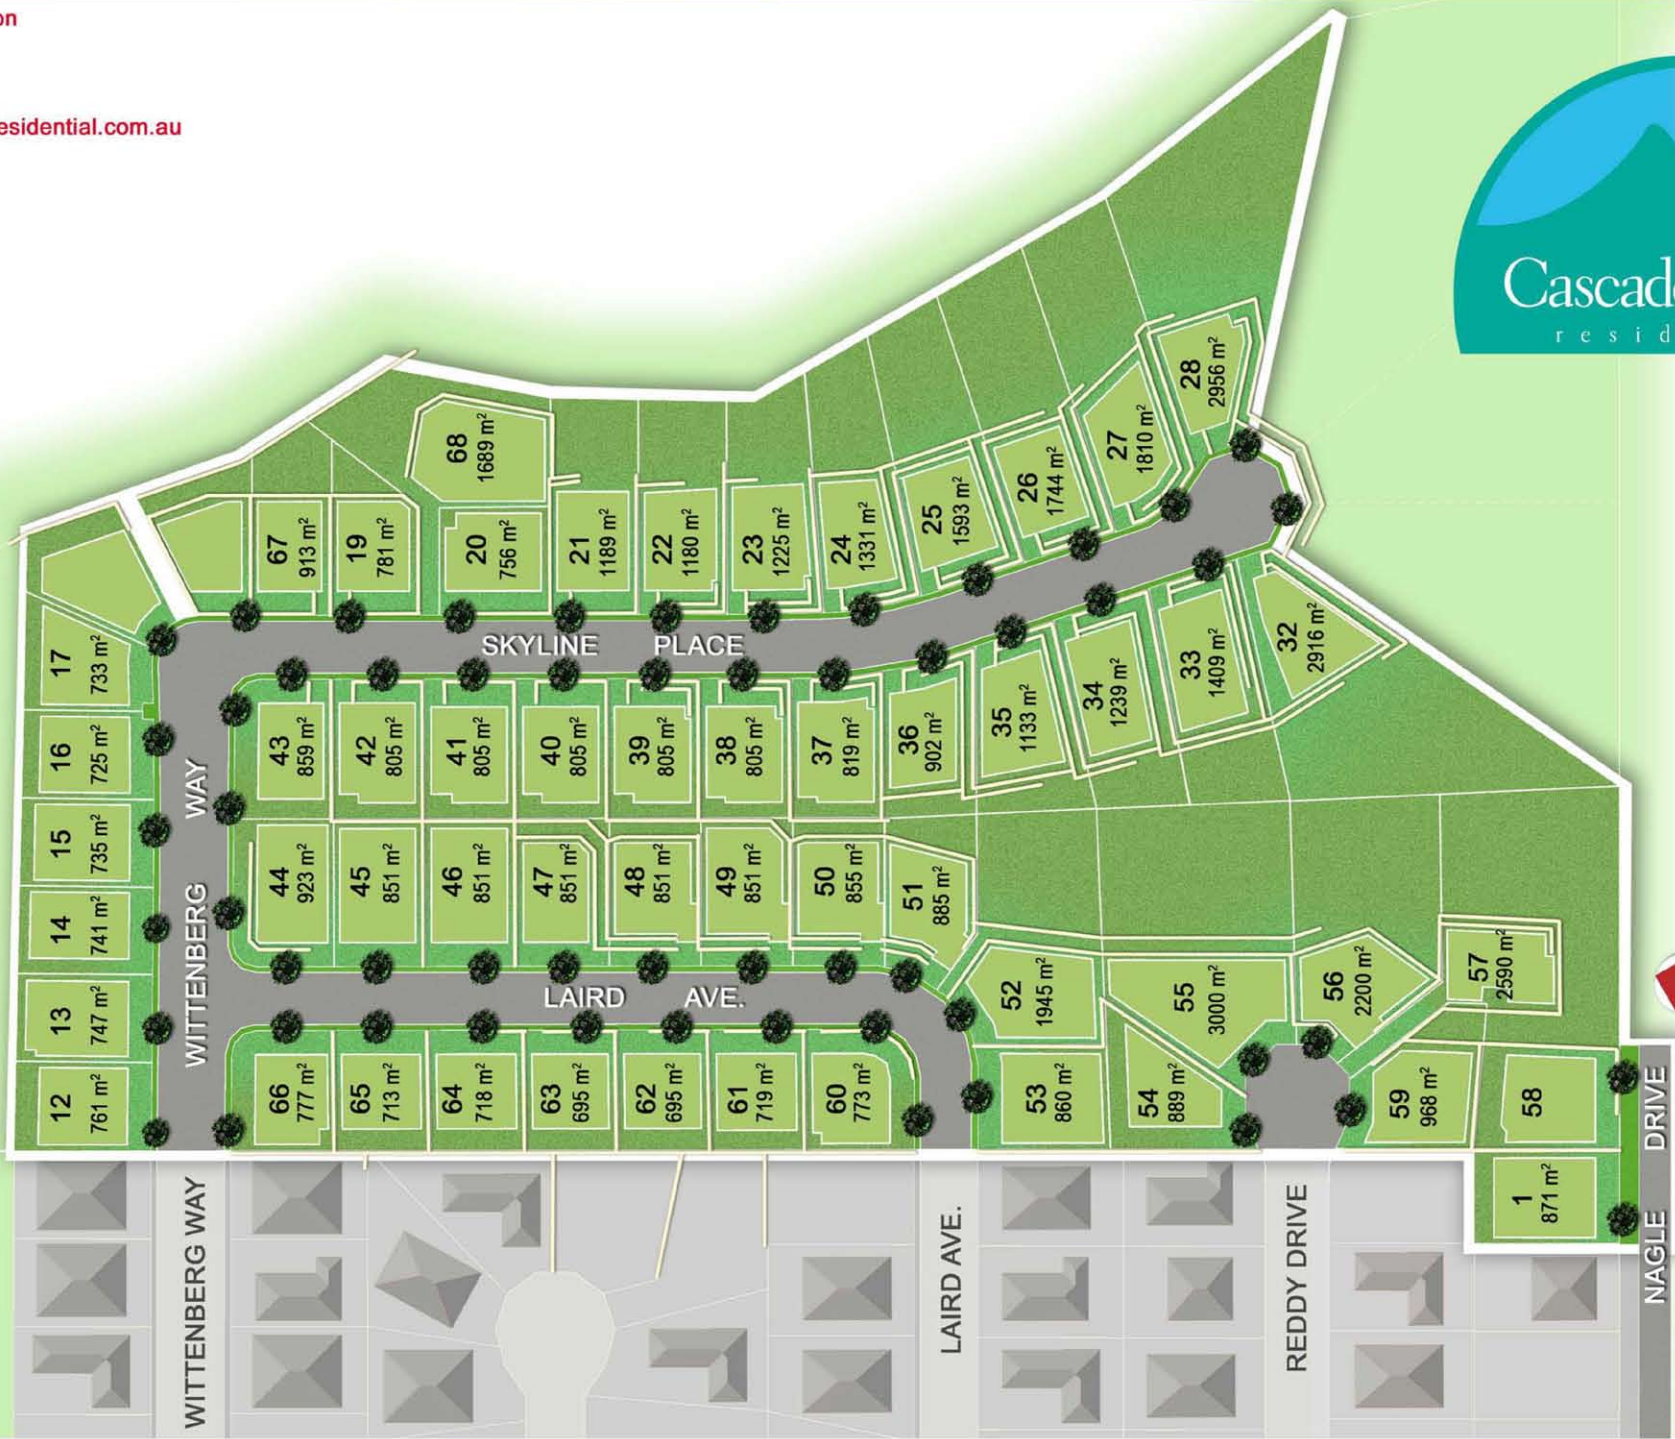 on
esidential.com.au
Cascad
resid
28
2956 m²
27
1810 m²
26
1744 m²
25
1593 m²
24
1331 m²
23
1225 m²
22
1180 m²
21
1189 m²
68
1689 m²
20
756 m²
19
781 m²
67
913 m²
SKYLINE PLACE
17
733 m²
16
725 m²
15
735 m²
14
741 m²
13
747 m²
12
761 m²
WITTENBERG WAY
43
859 m²
42
805 m²
41
805 m²
40
805 m²
39
805 m²
38
805 m²
37
819 m²
36
902 m²
35
1133 m²
34
1239 m²
33
1409 m²
32
2916 m²
44
923 m²
45
851 m²
46
851 m²
47
851 m²
48
851 m²
49
851 m²
50
855 m²
51
885 m²
52
1945 m²
55
3000 m²
56
2200 m²
57
2590 m²
LAIRD AVE.
66
777 m²
65
713 m²
64
718 m²
63
695 m²
62
695 m²
61
719 m²
60
773 m²
53
860 m²
54
889 m²
59
968 m²
58
1
871 m²
WITTENBERG WAY
LAIRD AVE.
REDDY DRIVE
NAGLE DRIVE